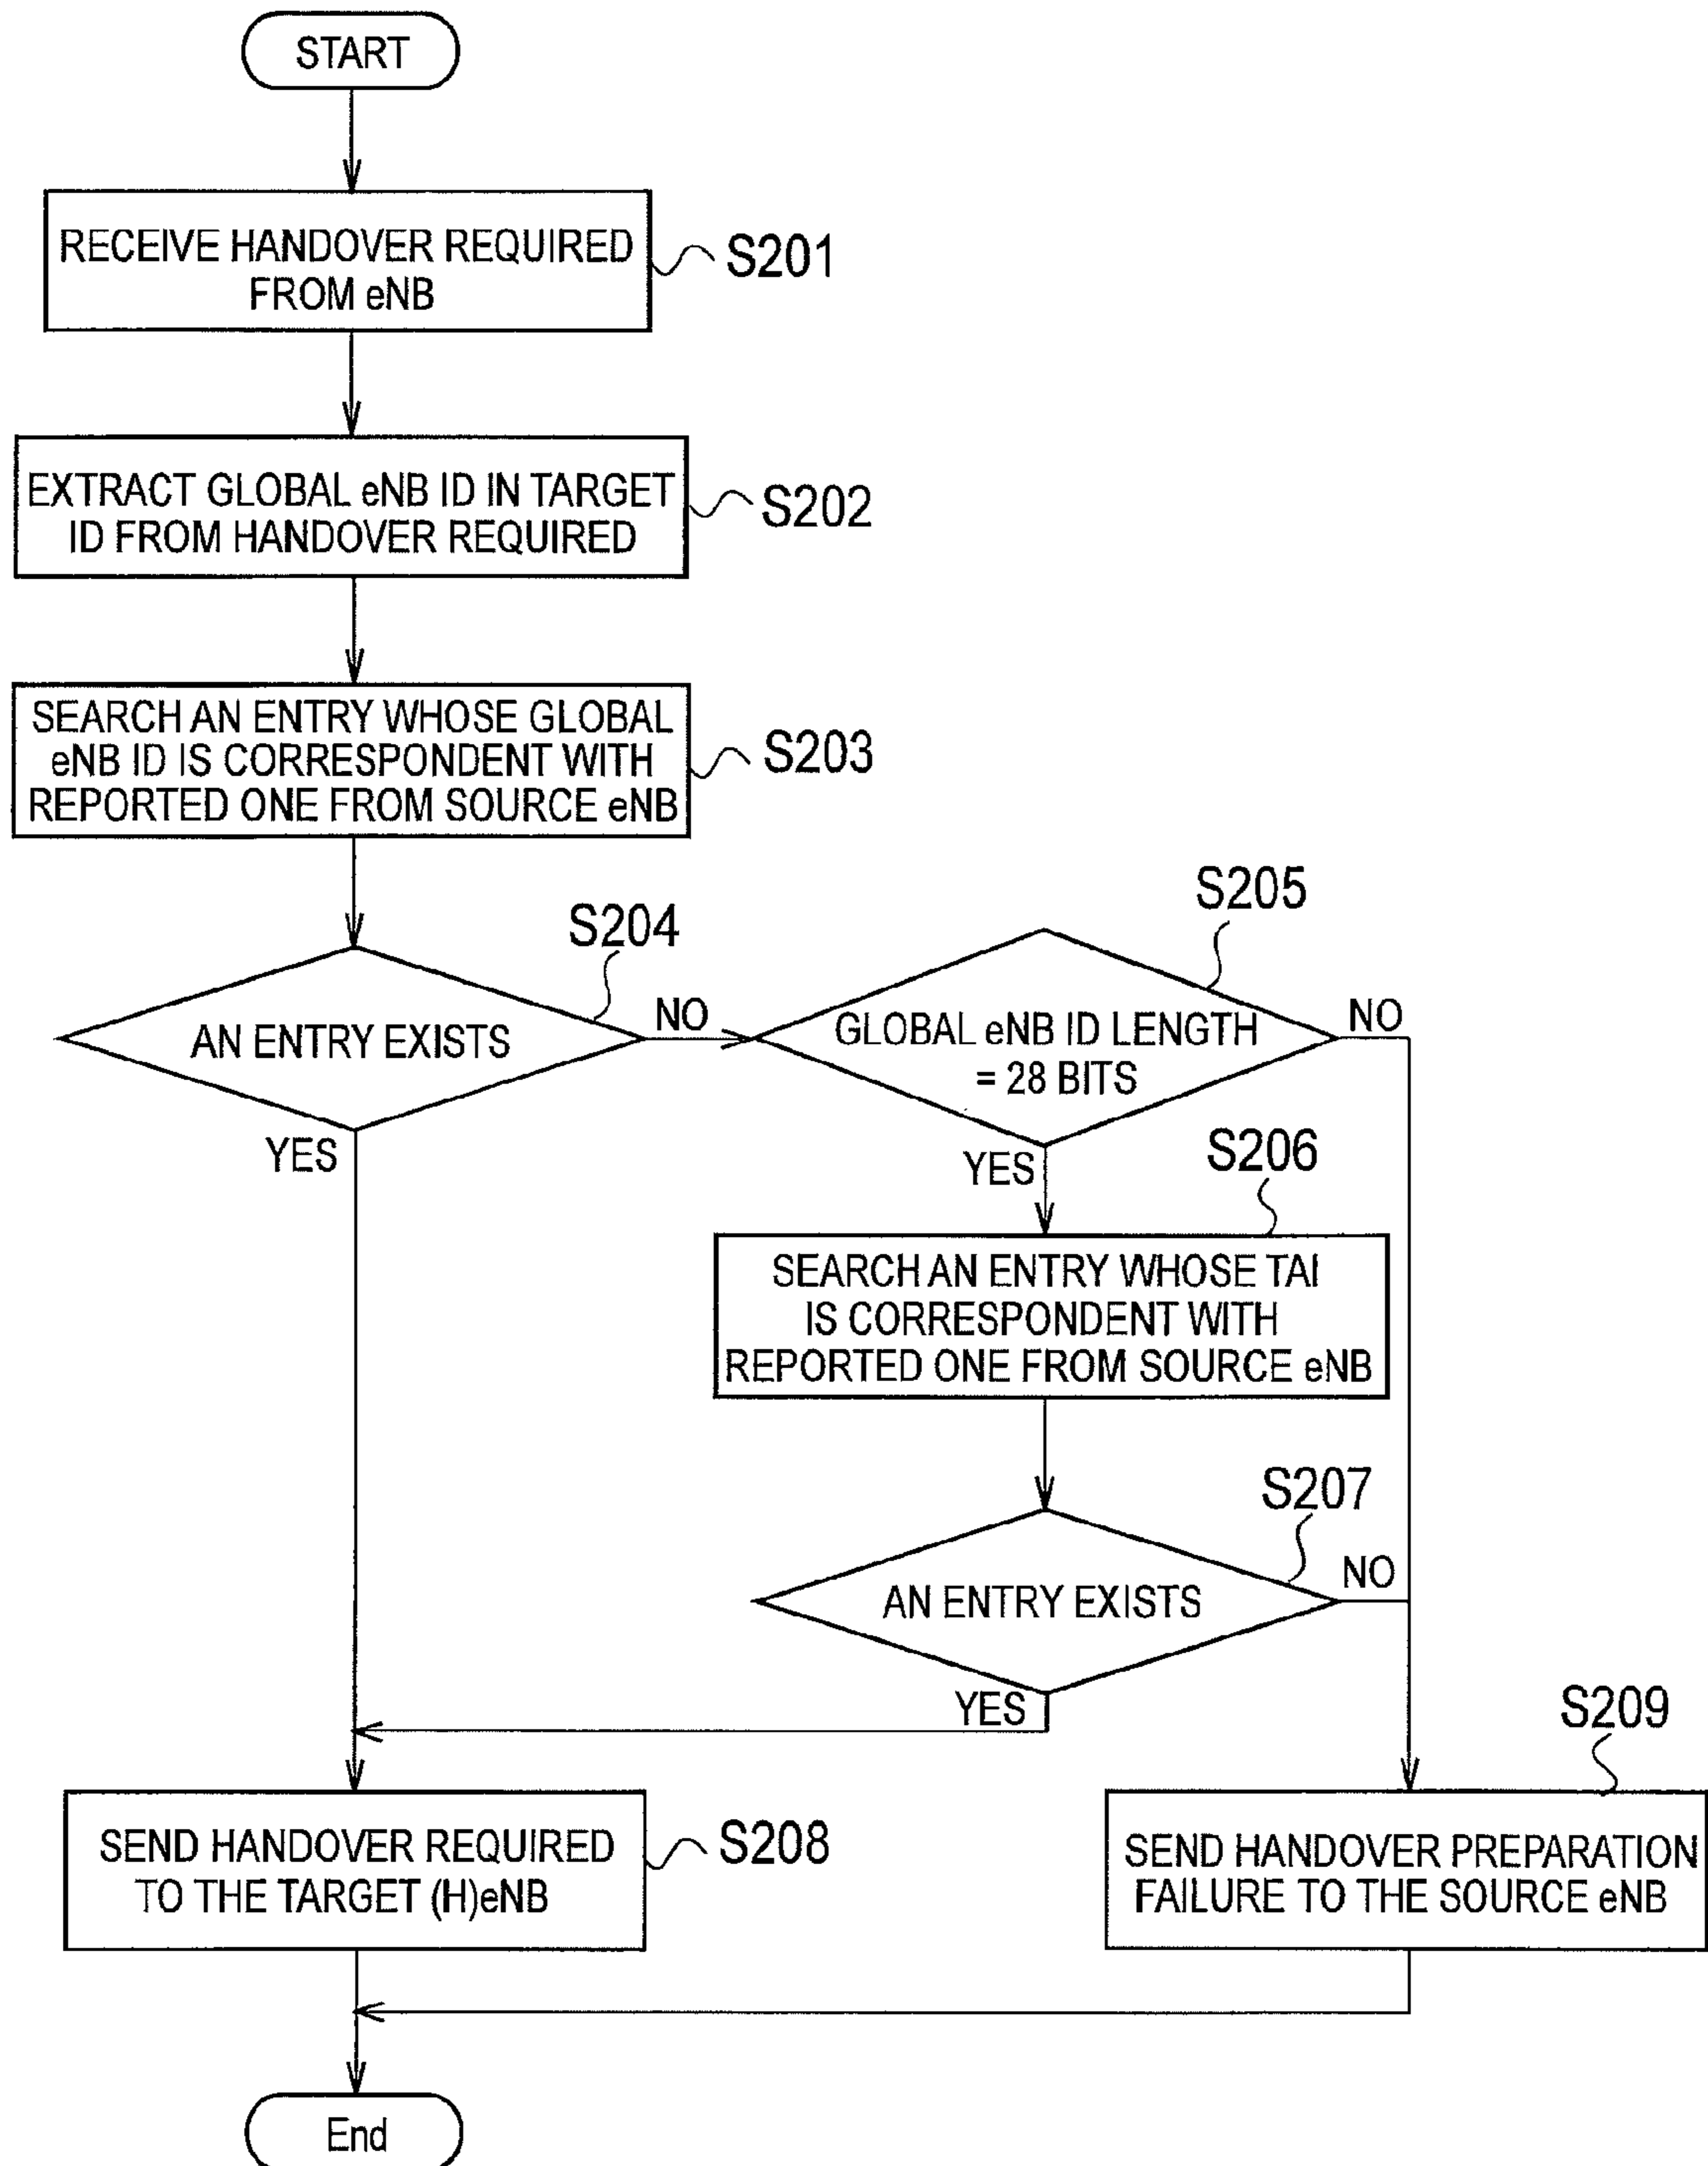 START
RECEIVE HANDOVER REQUIRED
FROM eNB
S201
EXTRACT GLOBAL eNB ID IN TARGET
ID FROM HANDOVER REQUIRED
S202
SEARCH AN ENTRY WHOSE GLOBAL
eNB ID IS CORRESPONDENT WITH
REPORTED ONE FROM SOURCE eNB
S203
S204
AN ENTRY EXISTS
NO
YES
S205
GLOBAL eNB ID LENGTH
= 28 BITS
NO
YES
S206
SEARCH AN ENTRY WHOSE TAI
IS CORRESPONDENT WITH
REPORTED ONE FROM SOURCE eNB
S207
AN ENTRY EXISTS
NO
YES
SEND HANDOVER REQUIRED
TO THE TARGET (H)eNB
S208
S209
SEND HANDOVER PREPARATION
FAILURE TO THE SOURCE eNB
End